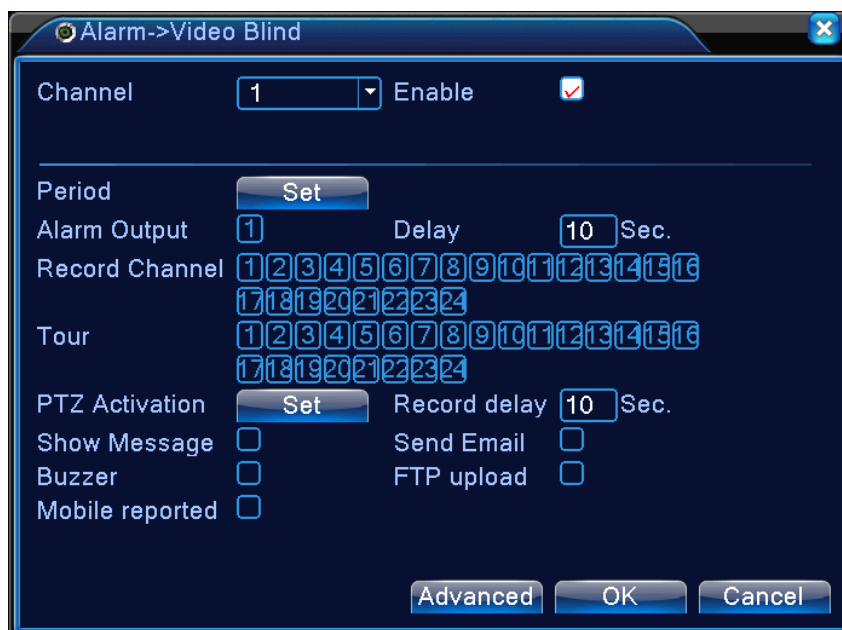 Alarm->Video Blind
Channel 1 Enable
Period Set
Alarm Output 1 Delay 10 Sec.
Record Channel 1 2 3 4 5 6 7 8 9 10 11 12 13 14 15 16
17 18 19 20 21 22 23 24
Tour 1 2 3 4 5 6 7 8 9 10 11 12 13 14 15 16
17 18 19 20 21 22 23 24
PTZ Activation Set Record delay 10 Sec.
Show Message Send Email
Buzzer FTP upload
Mobile reported
Advanced OK Cancel